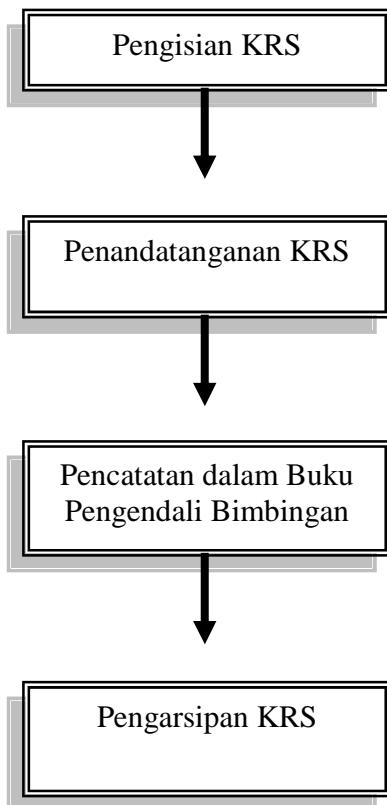 Pengisian KRS
Penandatanganan KRS
Pencatatan dalam Buku
Pengendali Bimbingan
Pengarsipan KRS